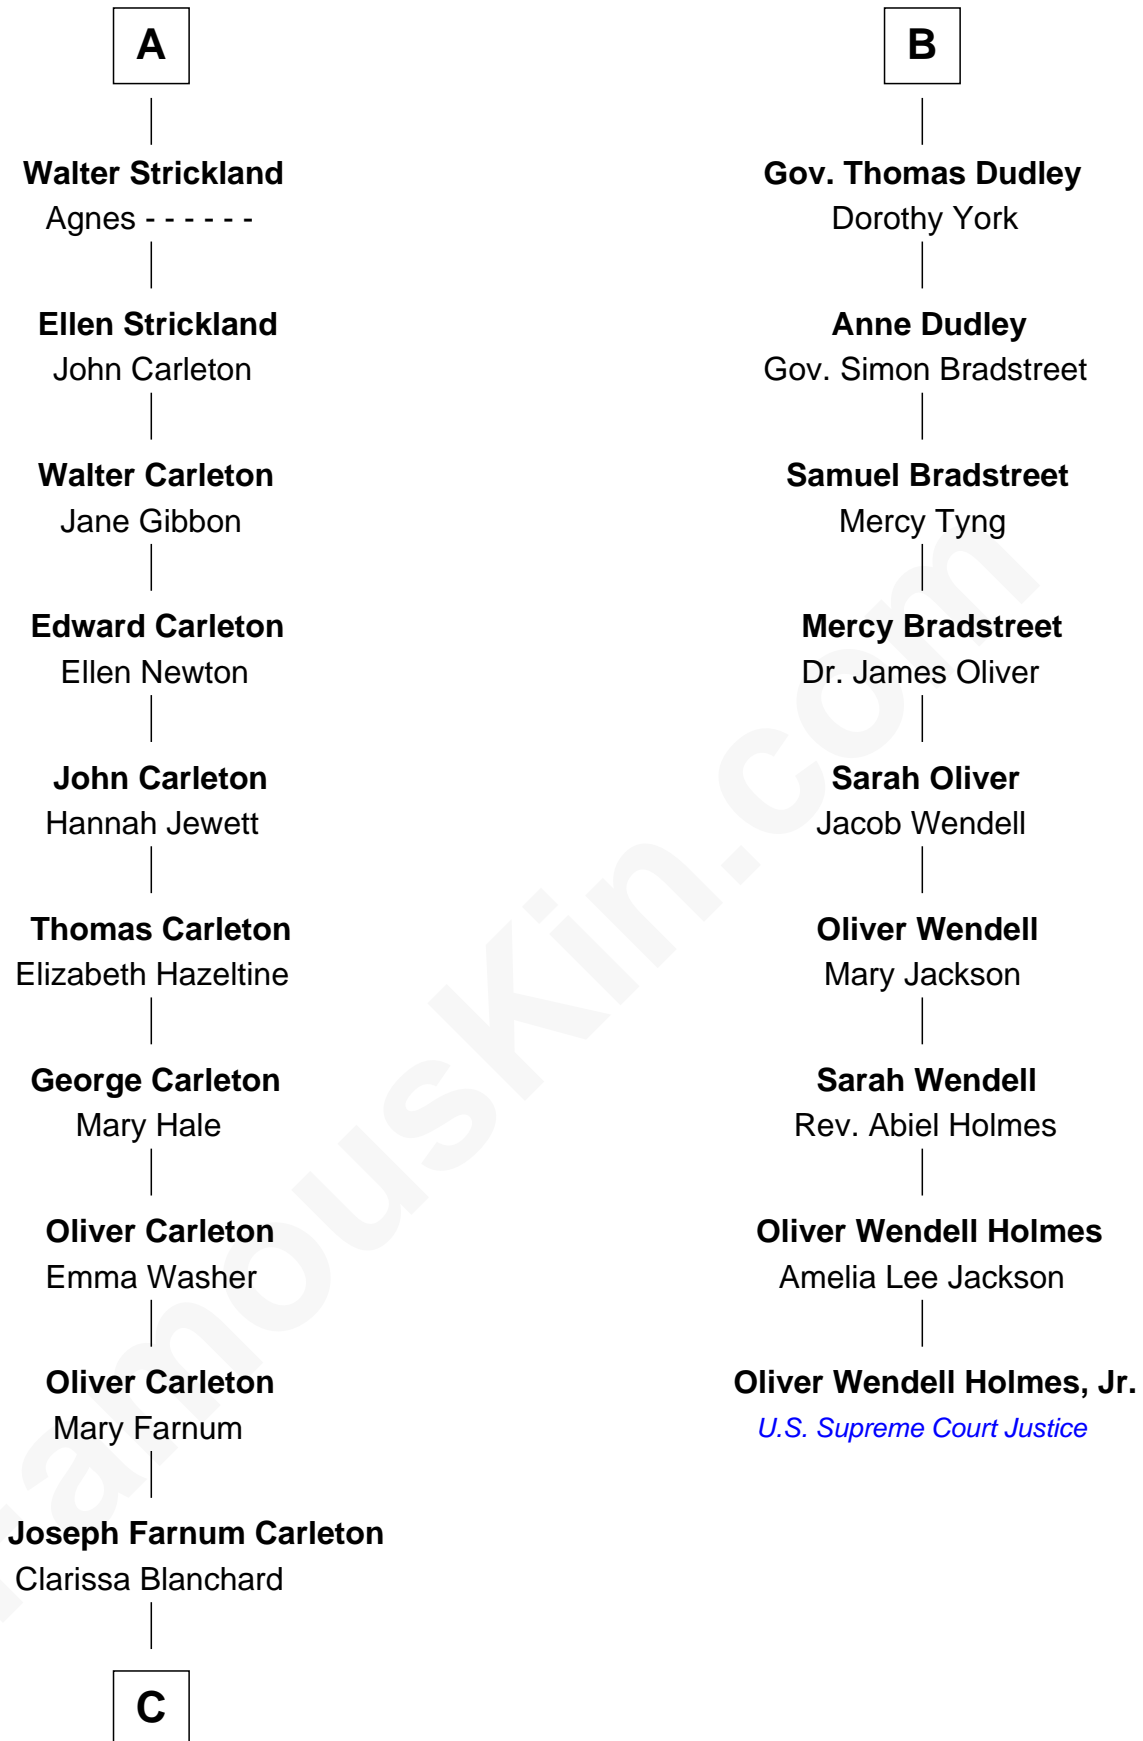 A
Walter Strickland
Agnes - - - - - -
Ellen Strickland
John Carleton
Walter Carleton
Jane Gibbon
Edward Carleton
Ellen Newton
John Carleton
Hannah Jewett
Thomas Carleton
Elizabeth Hazeltine
George Carleton
Mary Hale
Oliver Carleton
Emma Washer
Oliver Carleton
Mary Farnum
Joseph Farnum Carleton
Clarissa Blanchard
C
B
Gov. Thomas Dudley
Dorothy York
Anne Dudley
Gov. Simon Bradstreet
Samuel Bradstreet
Mercy Tyng
Mercy Bradstreet
Dr. James Oliver
Sarah Oliver
Jacob Wendell
Oliver Wendell
Mary Jackson
Sarah Wendell
Rev. Abiel Holmes
Oliver Wendell Holmes
Amelia Lee Jackson
Oliver Wendell Holmes, Jr.
U.S. Supreme Court Justice
FamousKin.com